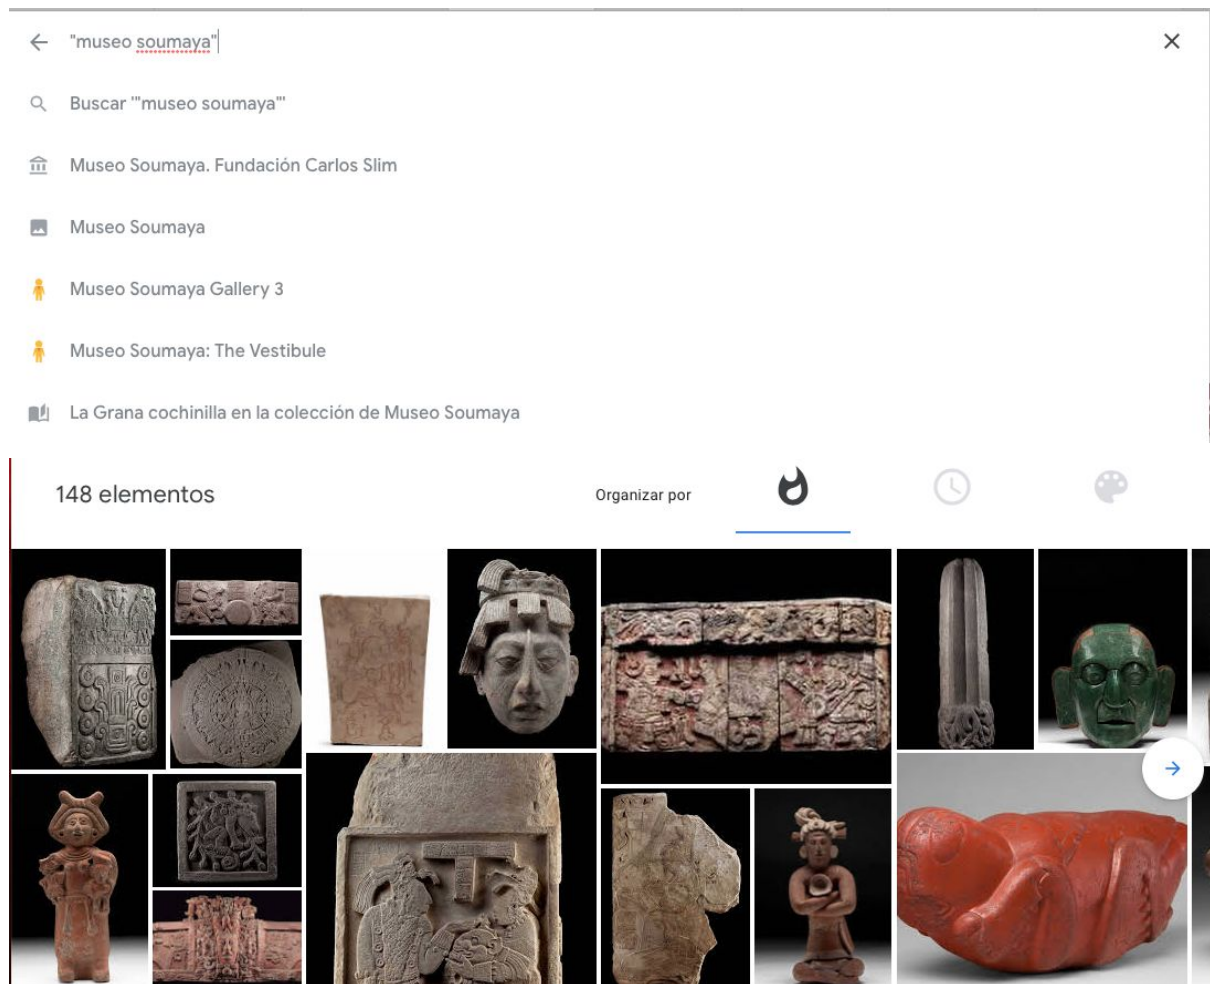 "museo soumaya"
Buscar '"museo soumaya"'
Museo Soumaya. Fundación Carlos Slim
Museo Soumaya
Museo Soumaya Gallery 3
Museo Soumaya: The Vestibule
La Grana cochinilla en la colección de Museo Soumaya
148 elementos
Organizar por